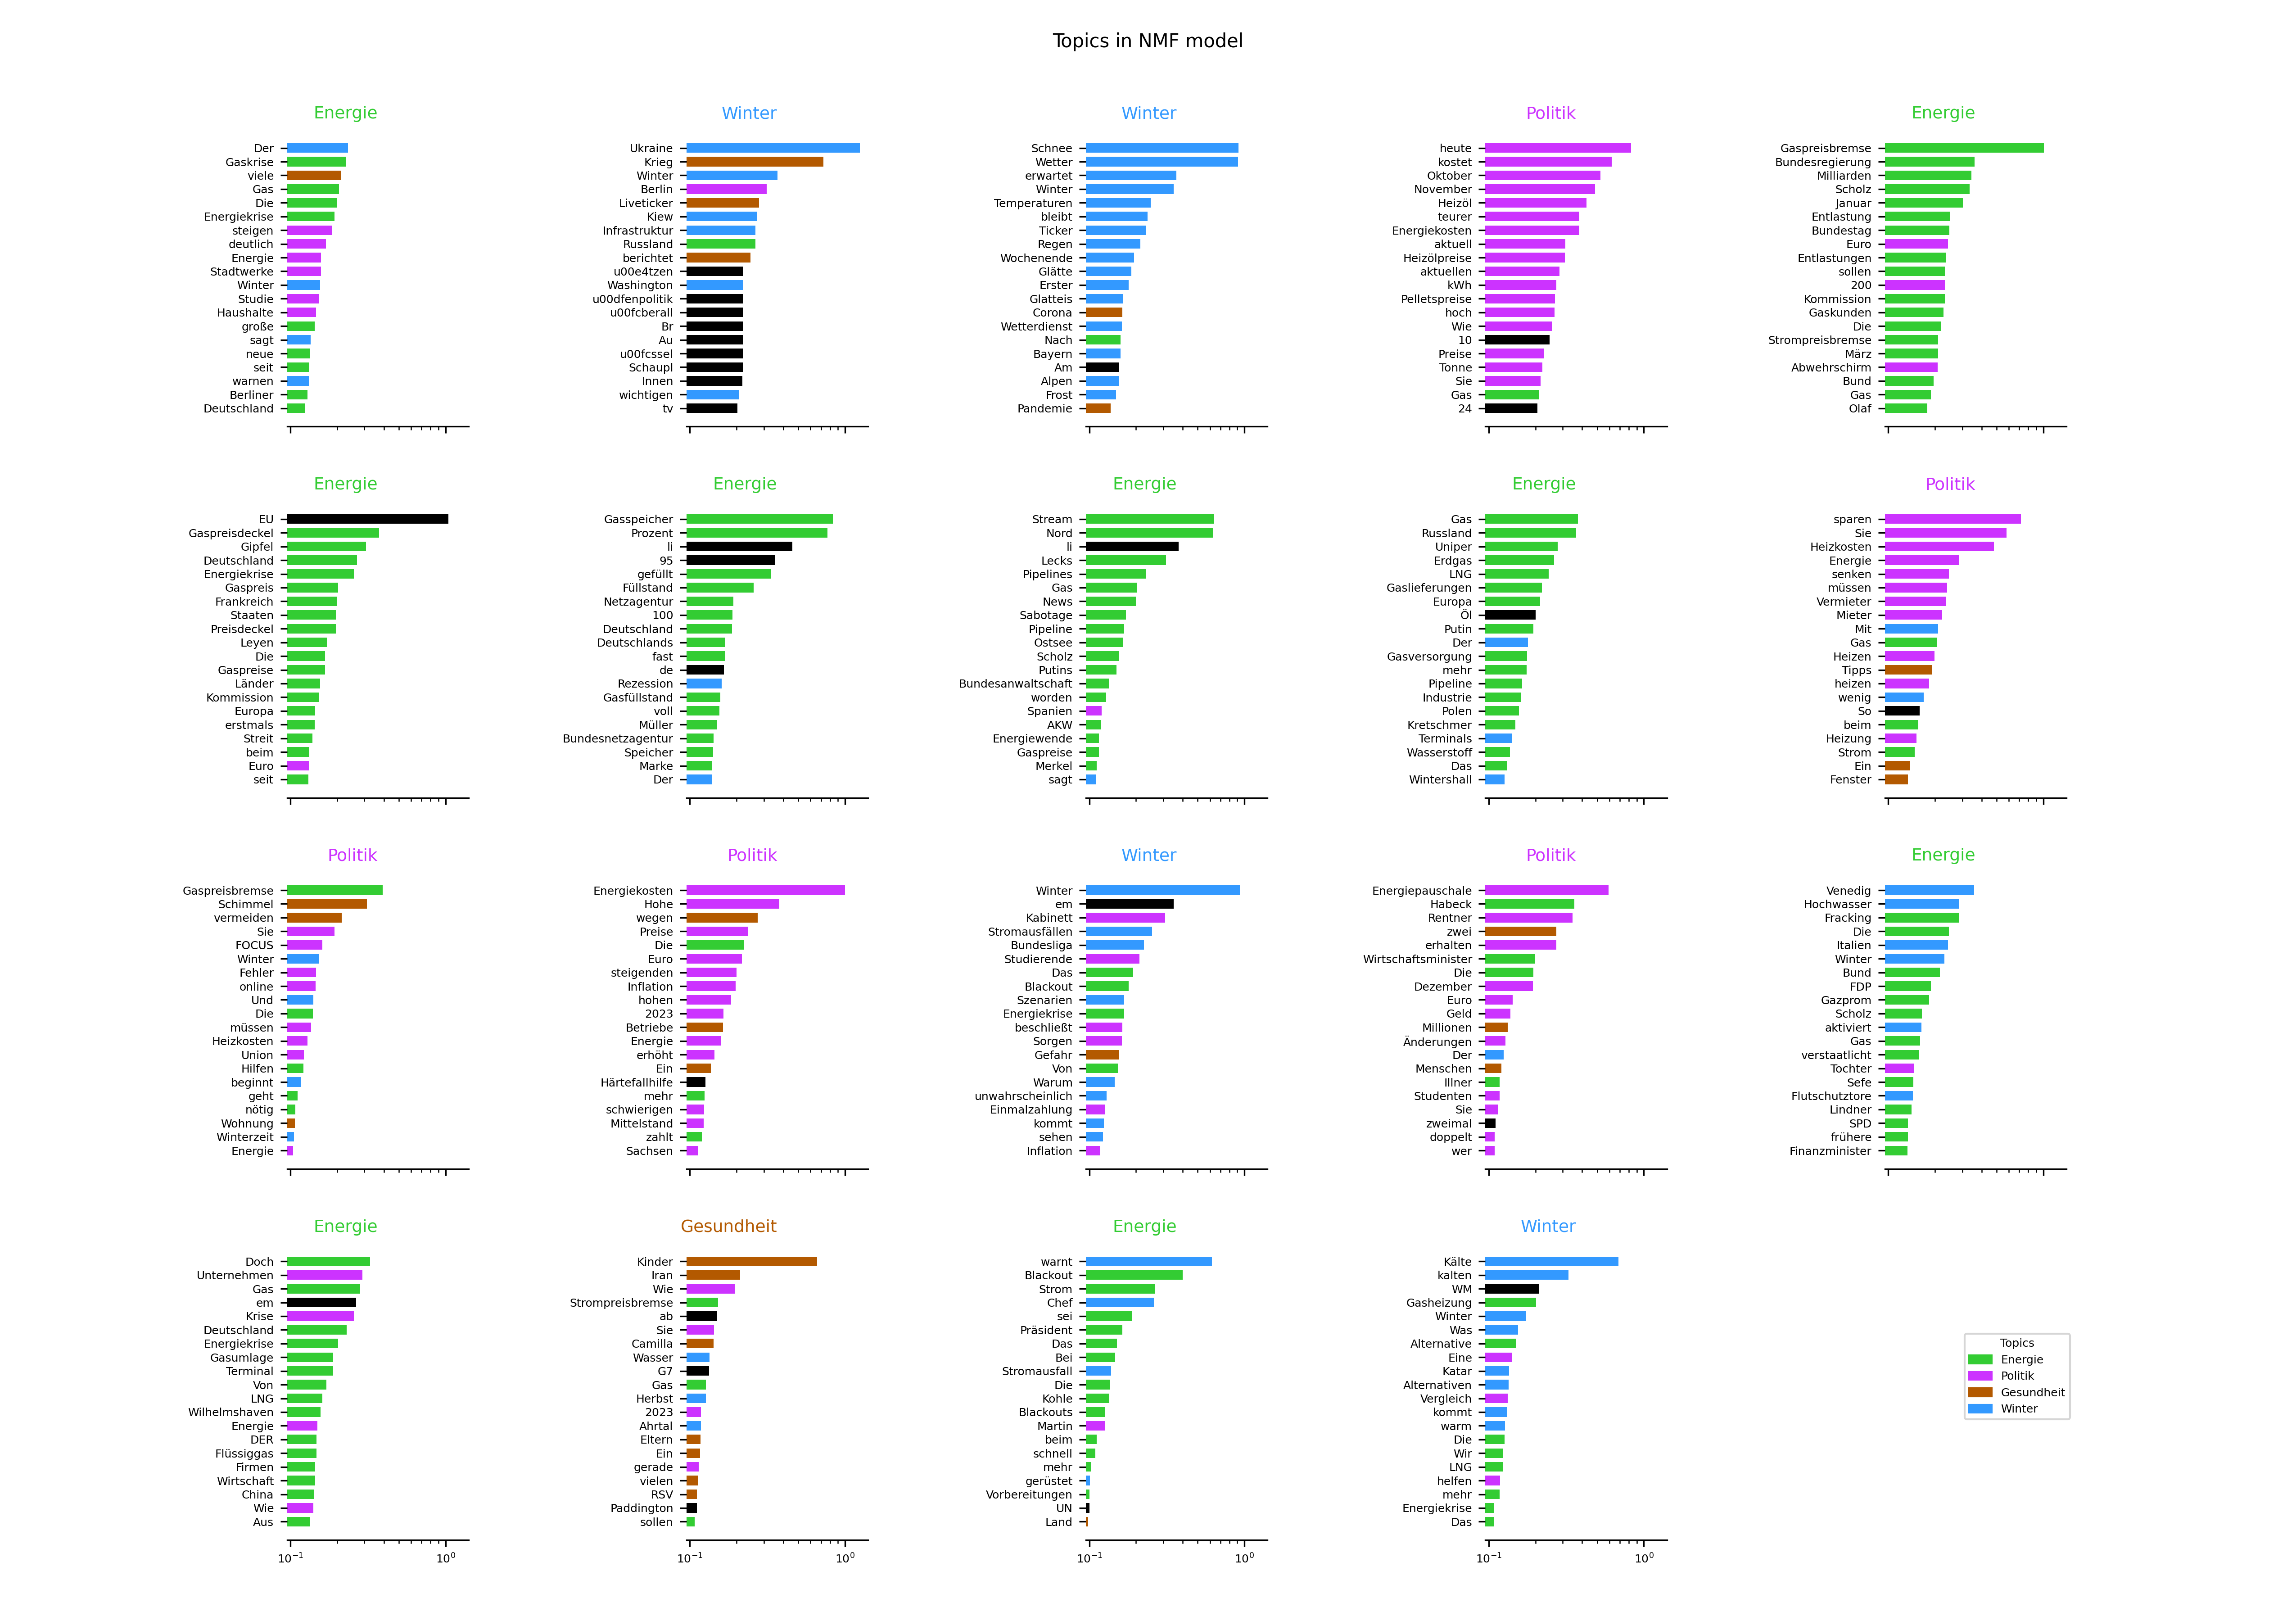 Topics in NMF model
Energie
Der
Gaskrise
viele
Gas
Die
Energiekrise
steigen
deutlich
Energie
Stadtwerke
Winter
Studie
Haushalte
große
sagt
neue
seit
warnen
Berliner
Deutschland
Winter
Ukraine
Krieg
Winter
Berlin
Liveticker
Kiew
Infrastruktur
Russland
berichtet
u00e4tzen
Washington
u00dfenpolitik
u00fcberall
Br
Au
u00fcssel
Schaupl
Innen
wichtigen
tv
Winter
Schnee
Wetter
erwartet
Winter
Temperaturen
bleibt
Ticker
Regen
Wochenende
Glätte
Erster
Glatteis
Corona
Wetterdienst
Nach
Bayern
Am
Alpen
Frost
Pandemie
Politik
heute
kostet
Oktober
November
Heizöl
teurer
Energiekosten
aktuell
Heizölpreise
aktuellen
kWh
Pelletspreise
hoch
Wie
10
Preise
Tonne
Sie
Gas
24
Energie
Gaspreisbremse
Bundesregierung
Milliarden
Scholz
Januar
Entlastung
Bundestag
Euro
Entlastungen
sollen
200
Kommission
Gaskunden
Die
Strompreisbremse
März
Abwehrschirm
Bund
Gas
Olaf
Energie
EU
Gaspreisdeckel
Gipfel
Deutschland
Energiekrise
Gaspreis
Frankreich
Staaten
Preisdeckel
Leyen
Die
Gaspreise
Länder
Kommission
Europa
erstmals
Streit
beim
Euro
seit
Energie
Gasspeicher
Prozent
li
95
gefüllt
Füllstand
Netzagentur
100
Deutschland
Deutschlands
fast
de
Rezession
Gasfüllstand
voll
Müller
Bundesnetzagentur
Speicher
Marke
Der
Energie
Stream
Nord
li
Lecks
Pipelines
Gas
News
Sabotage
Pipeline
Ostsee
Scholz
Putins
Bundesanwaltschaft
worden
Spanien
AKW
Energiewende
Gaspreise
Merkel
sagt
Energie
Gas
Russland
Uniper
Erdgas
LNG
Gaslieferungen
Europa
Öl
Putin
Der
Gasversorgung
mehr
Pipeline
Industrie
Polen
Kretschmer
Terminals
Wasserstoff
Das
Wintershall
Politik
sparen
Sie
Heizkosten
Energie
senken
müssen
Vermieter
Mieter
Mit
Gas
Heizen
Tipps
heizen
wenig
So
beim
Heizung
Strom
Ein
Fenster
Politik
Gaspreisbremse
Schimmel
vermeiden
Sie
FOCUS
Winter
Fehler
online
Und
Die
müssen
Heizkosten
Union
Hilfen
beginnt
geht
nötig
Wohnung
Winterzeit
Energie
Politik
Energiekosten
Hohe
wegen
Preise
Die
Euro
steigenden
Inflation
hohen
2023
Betriebe
Energie
erhöht
Ein
Härtefallhilfe
mehr
schwierigen
Mittelstand
zahlt
Sachsen
Winter
Winter
em
Kabinett
Stromausfällen
Bundesliga
Studierende
Das
Blackout
Szenarien
Energiekrise
beschließt
Sorgen
Gefahr
Von
Warum
unwahrscheinlich
Einmalzahlung
kommt
sehen
Inflation
Politik
Energiepauschale
Habeck
Rentner
zwei
erhalten
Wirtschaftsminister
Die
Dezember
Euro
Geld
Millionen
Änderungen
Der
Menschen
Illner
Studenten
Sie
zweimal
doppelt
wer
Energie
Venedig
Hochwasser
Fracking
Die
Italien
Winter
Bund
FDP
Gazprom
Scholz
aktiviert
Gas
verstaatlicht
Tochter
Sefe
Flutschutztore
Lindner
SPD
frühere
Finanzminister
Energie
Doch
Unternehmen
Gas
em
Krise
Deutschland
Energiekrise
Gasumlage
Terminal
Von
LNG
Wilhelmshaven
Energie
DER
Flüssiggas
Firmen
Wirtschaft
China
Wie
Aus
10⁻¹ 10⁰
Gesundheit
Kinder
Iran
Wie
Strompreisbremse
ab
Sie
Camilla
Wasser
G7
Gas
Herbst
2023
Ahrtal
Eltern
Ein
gerade
vielen
RSV
Paddington
sollen
10⁻¹ 10⁰
Energie
warnt
Blackout
Strom
Chef
sei
Präsident
Das
Bei
Stromausfall
Die
Kohle
Blackouts
Martin
beim
schnell
mehr
gerüstet
Vorbereitungen
UN
Land
10⁻¹ 10⁰
Winter
Kälte
kalten
WM
Gasheizung
Winter
Was
Alternative
Eine
Katar
Alternativen
Vergleich
kommt
warm
Die
Wir
LNG
helfen
mehr
Energiekrise
Das
10⁻¹ 10⁰
Topics
Energie
Politik
Gesundheit
Winter